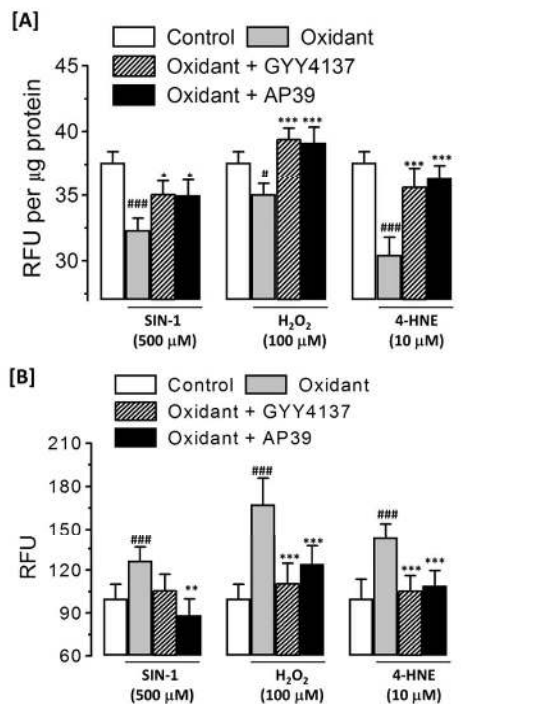 [A]
Control Oxidant
Oxidant + GYY4137
Oxidant + AP39
RFU per μg protein
45
40
35
30
### * *
# *** ***
### *** ***
SIN-1 H₂O₂ 4-HNE
(500 μM) (100 μM) (10 μM)
[B]
Control Oxidant
Oxidant + GYY4137
Oxidant + AP39
RFU
210
180
150
120
90
60
### **
### *** ***
### *** ***
SIN-1 H₂O₂ 4-HNE
(500 μM) (100 μM) (10 μM)